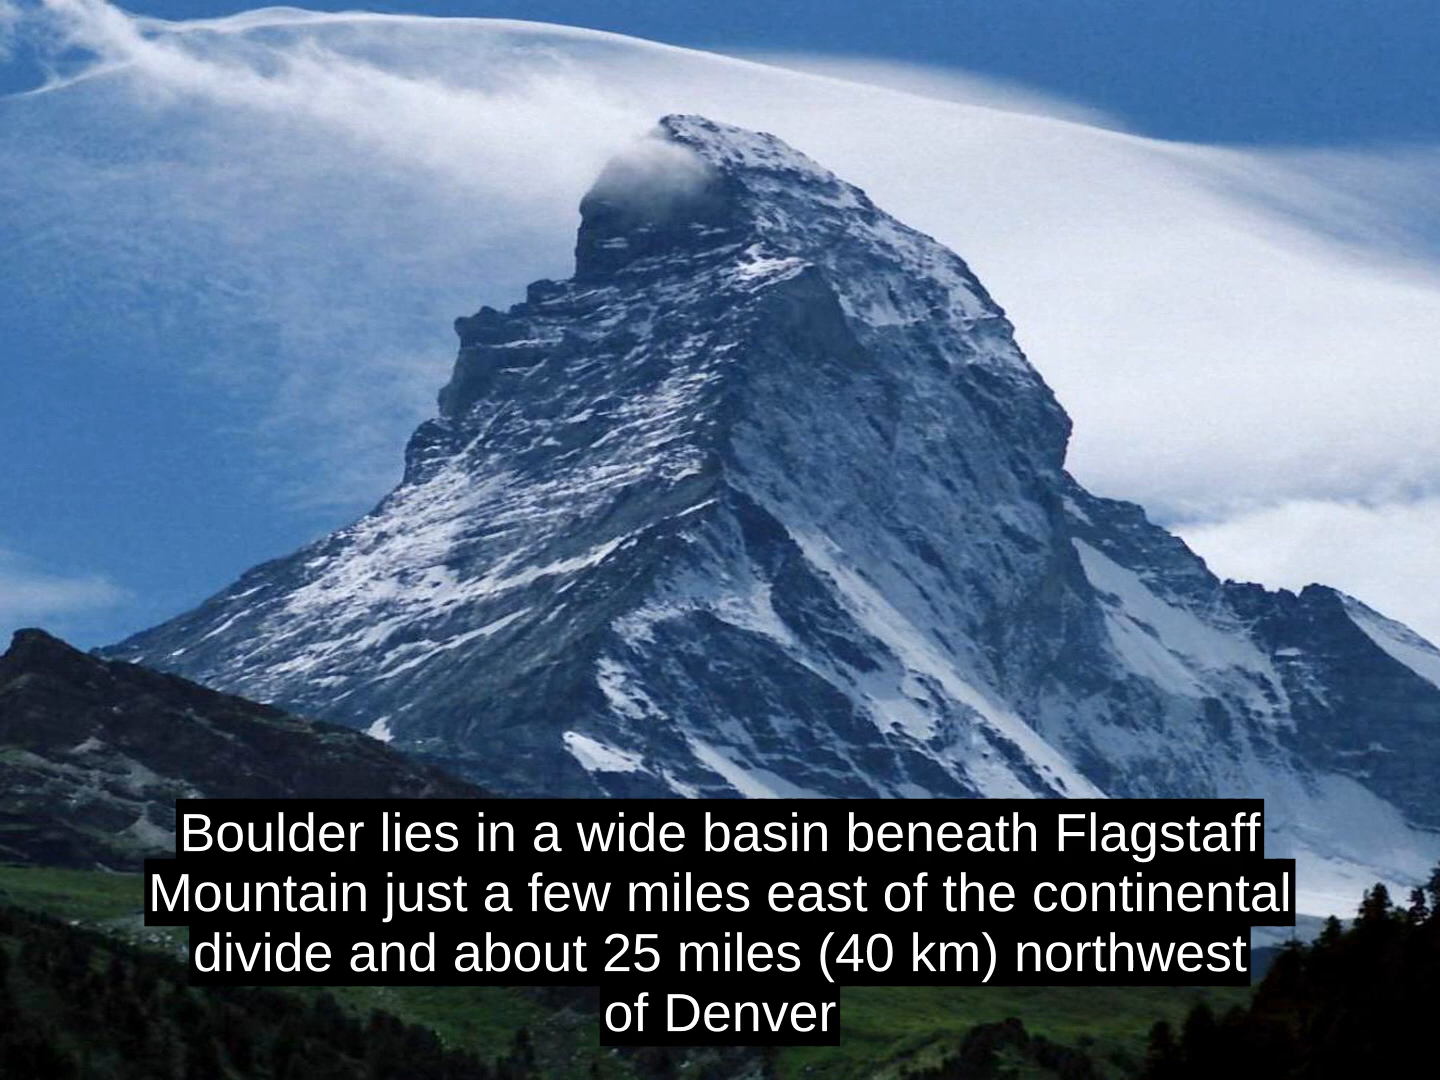 Boulder lies in a wide basin beneath Flagstaff
Mountain just a few miles east of the continental
divide and about 25 miles (40 km) northwest
of Denver